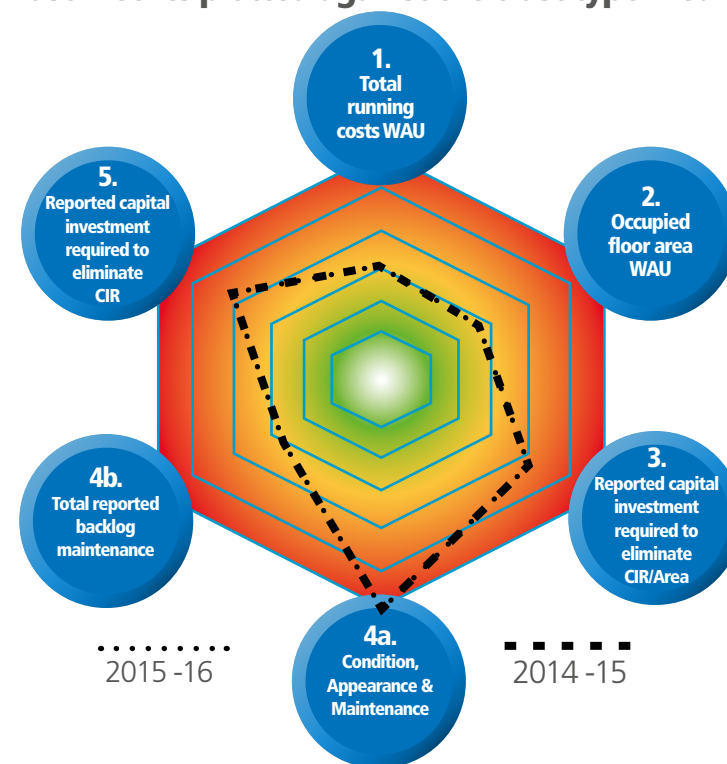 1.
Total
running
costs WAU
2.
Occupied
floor area
WAU
3.
Reported capital
investment
required to
eliminate
CIR/Area
4a.
Condition,
Appearance &
Maintenance
4b.
Total reported
backlog
maintenance
5.
Reported capital
investment
required to
eliminate
CIR
2015 -16
2014 -15